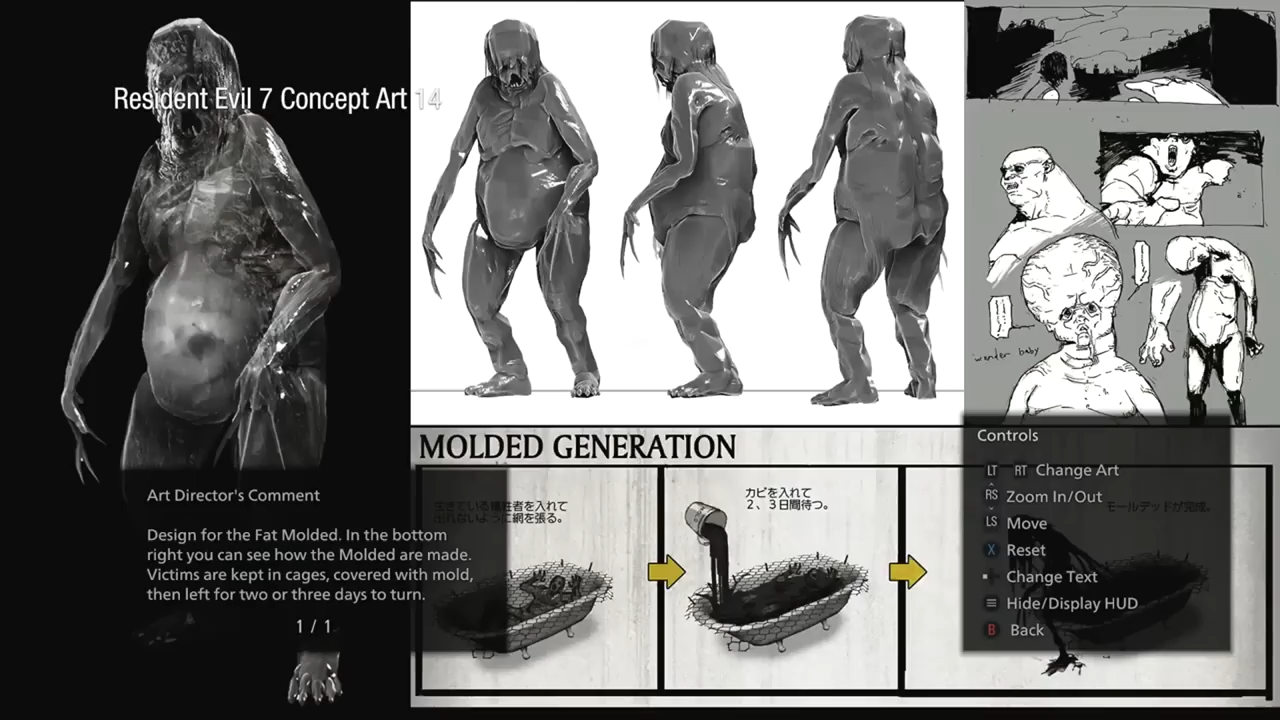 Resident Evil 7 Concept Art 14
wonder baby
MOLDED GENERATION
生きている犠牲者を入れて
出れないように網を張る。
カビを入れて
２、３日間待つ。
モールデッドが完成。
Art Director's Comment
Design for the Fat Molded. In the bottom
right you can see how the Molded are made.
Victims are kept in cages, covered with mold,
then left for two or three days to turn.
1 / 1
Controls
LT RT Change Art
RS Zoom In/Out
LS Move
X Reset
Change Text
Hide/Display HUD
B Back